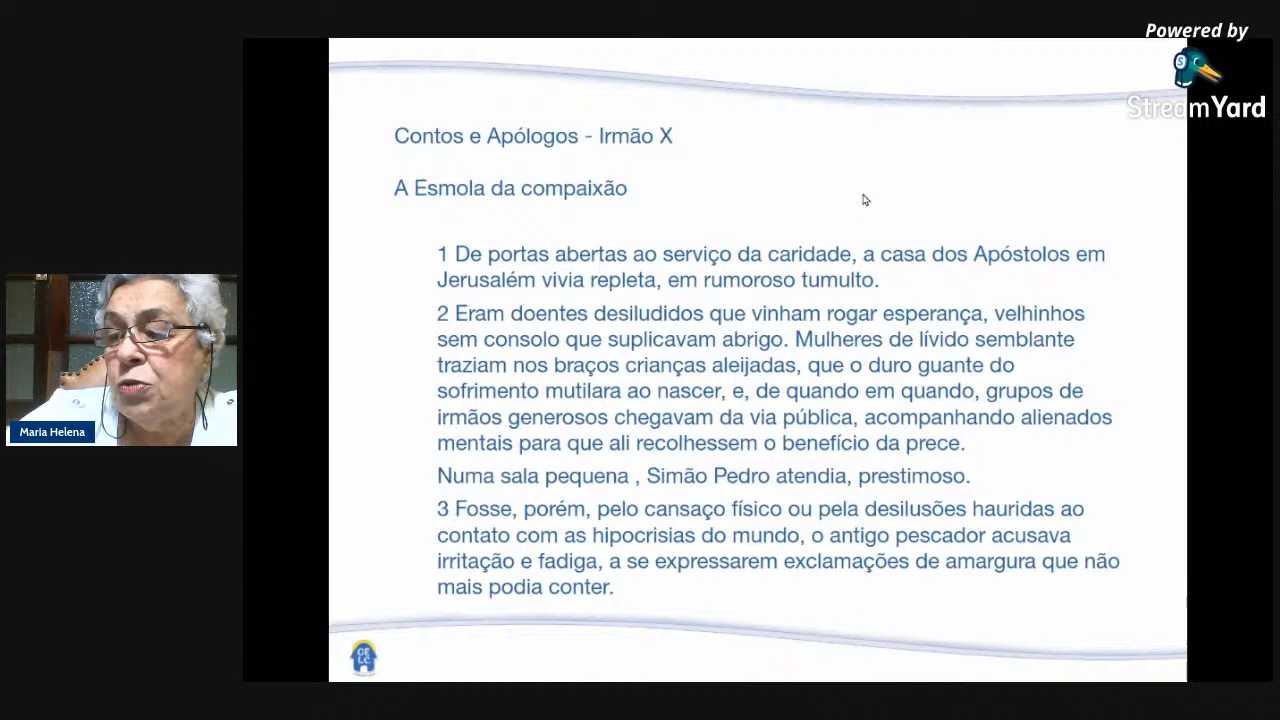 Powered by
StreamYard
Contos e Apólogos - Irmão X
A Esmola da compaixão
1 De portas abertas ao serviço da caridade, a casa dos Apóstolos em
Jerusalém vivia repleta, em rumoroso tumulto.
2 Eram doentes desiludidos que vinham rogar esperança, velhinhos
sem consolo que suplicavam abrigo. Mulheres de lívido semblante
traziam nos braços crianças aleijadas, que o duro guante do
sofrimento mutilara ao nascer, e, de quando em quando, grupos de
irmãos generosos chegavam da via pública, acompanhando alienados
mentais para que ali recolhessem o benefício da prece.
Numa sala pequena , Simão Pedro atendia, prestimoso.
3 Fosse, porém, pelo cansaço físico ou pela desilusões hauridas ao
contato com as hipocrisias do mundo, o antigo pescador acusava
irritação e fadiga, a se expressarem exclamações de amargura que não
mais podia conter.
Maria Helena
CE
LC